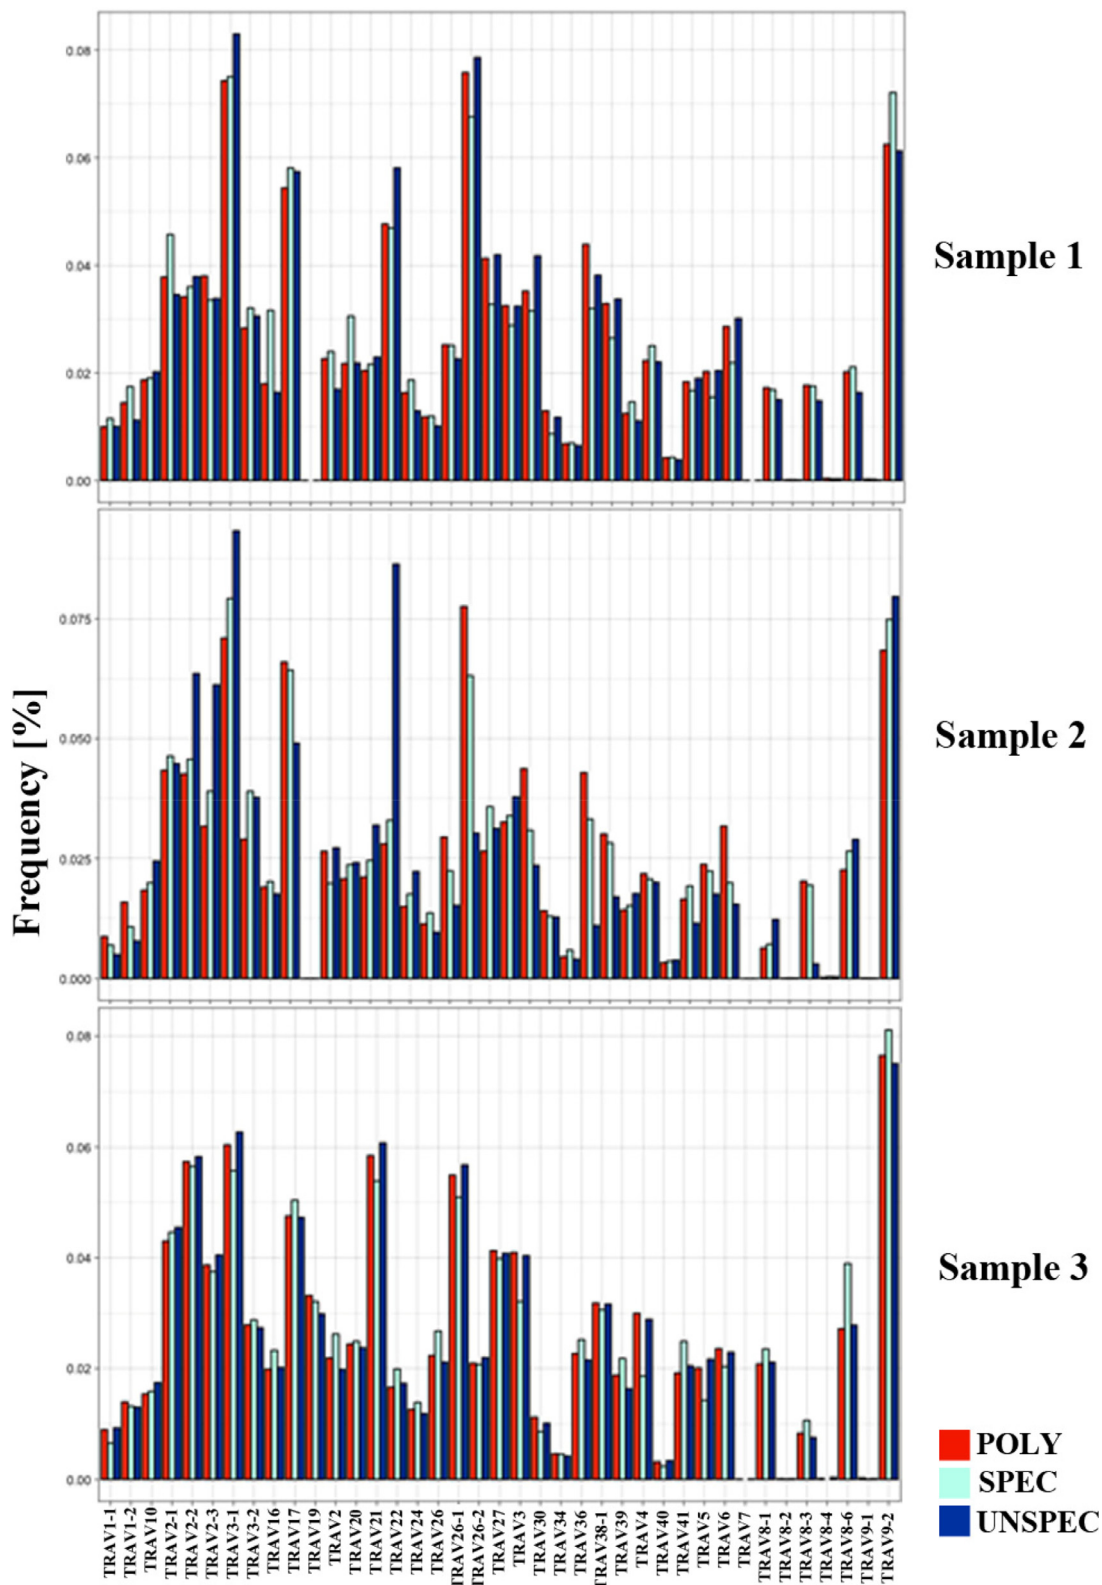 0.08
0.06
0.04
0.02
0.00
Sample 1
0.075
0.050
0.025
0.000
Sample 2
Frequency [%]
0.08
0.06
0.04
0.02
0.00
Sample 3
POLY
SPEC
UNSPEC
TRAV1-1
TRAV1-2
TRAV10
TRAV2-1
TRAV2-2
TRAV2-3
TRAV3-1
TRAV3-2
TRAV16
TRAV17
TRAV19
TRAV2
TRAV20
TRAV21
TRAV22
TRAV24
TRAV26
TRAV26-1
TRAV26-2
TRAV27
TRAV3
TRAV30
TRAV34
TRAV36
TRAV38-1
TRAV39
TRAV4
TRAV40
TRAV41
TRAV5
TRAV6
TRAV7
TRAV8-1
TRAV8-2
TRAV8-3
TRAV8-4
TRAV8-6
TRAV9-1
TRAV9-2